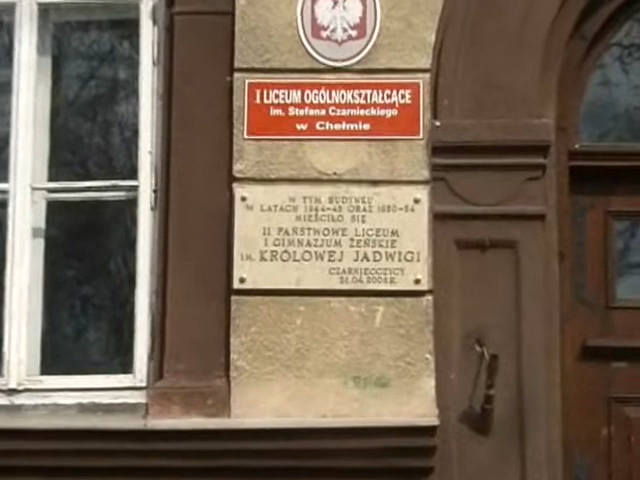 I LICEUM OGÓLNOKSZTAŁCĄCE
im. Stefana Czarnieckiego
w Chełmie
W TYM BUDYNKU
W LATACH 1944-48 ORAZ 1950-54
MIEŚCIŁO SIĘ
II PAŃSTWOWE LICEUM
I GIMNAZJUM ŻEŃSKIE
IM. KRÓLOWEJ JADWIGI
CZARNIECCZYCY